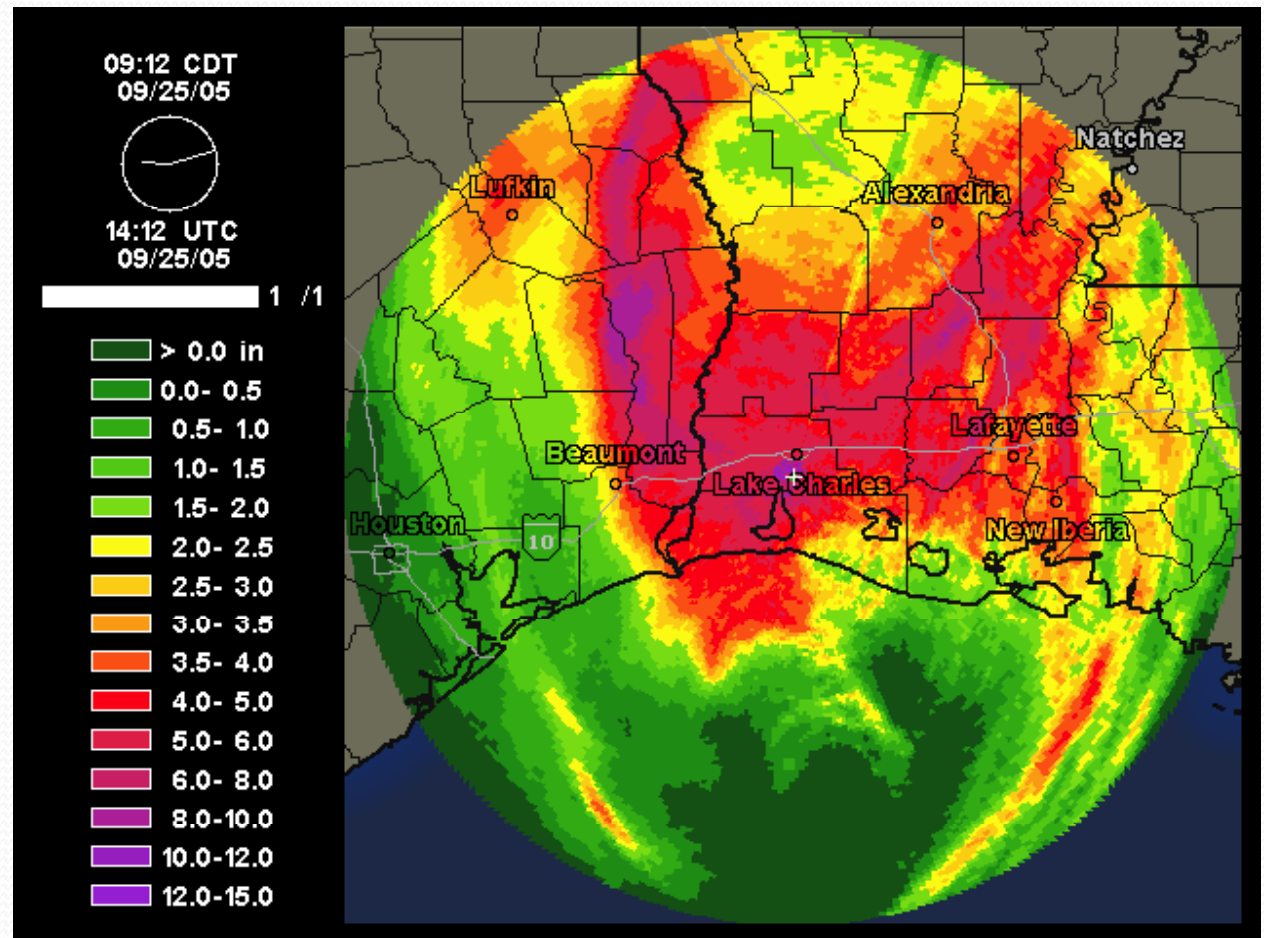 09:12 CDT
09/25/05
14:12 UTC
09/25/05
1 /1
> 0.0 in
0.0- 0.5
0.5- 1.0
1.0- 1.5
1.5- 2.0
2.0- 2.5
2.5- 3.0
3.0- 3.5
3.5- 4.0
4.0- 5.0
5.0- 6.0
6.0- 8.0
8.0-10.0
10.0-12.0
12.0-15.0
Natchez
Lufkin
Alexandria
Lafayette
Beaumont
Lake Charles
Houston
10
New Iberia